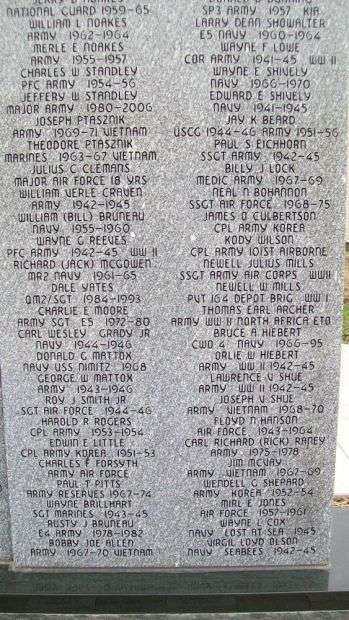 NATIONAL GUARD 1959-65
WILLIAM L NOAKES
ARMY 1962-1964
MERLE E NOAKES
ARMY 1955-1957
CHARLES W STANDLEY
PFC ARMY 1954-56
JEFFERY W STANDLEY
MAJOR ARMY 1980-2006
JOSEPH PTASZNIK
ARMY 1969-71 VIETNAM
THEODORE PTASZNIK
MARINES 1963-67 VIETNAM
JULIUS C CLEMANS
MAJOR AIR FORCE 18 YRS
WILLIAM VERLE CRAVEN
ARMY 1942-1945
WILLIAM (BILL) BRUNEAU
NAVY 1955-1960
WAYNE G REEVES
PFC ARMY 1942-45 WW II
RICHARD (JACK) MCGOWEN
MR2 NAVY 1961-65
DALE YATES
QM2/SGT 1984-1993
CHARLIE E MOORE
ARMY SGT E5 1972-80
CARL WESLEY GRADY JR
NAVY 1944-1946
DONALD G MATTOX
NAVY USS NIMITZ 1968
GEORGE W MATTOX
ARMY 1943-1946
ROY J SMITH JR
SGT AIR FORCE 1944-46
HAROLD R ROGERS
CPL ARMY 1953-1954
EDWIN E LITTLE
CPL ARMY KOREA 1951-53
CHARLES F FORSYTH
ARMY AIR FORCE
PAUL T PITTS
ARMY RESERVES 1967-74
WAYNE BRILLHART
SGT MARINES 1943-45
RUSTY J BRUNEAU
E4 ARMY 1978-1982
BOBBY JOE ALLEN
ARMY 1967-70 VIETNAM
SP3 ARMY 1957 KIA
LARRY DEAN SHOWALTER
E5 NAVY 1960-1964
WAYNE F LOWE
COR ARMY 1941-45 WW II
WAYNE E SHIVELY
NAVY 1966-1970
EDWARD E SHIVELY
NAVY 1941-1945
JAY K BEARD
USCG 1944-46 ARMY 1951-56
PAUL S EICHHORN
SSGT ARMY 1942-45
BILLY J LOCK
MEDIC ARMY 1967-69
NEAL N BOHANNON
SSGT AIR FORCE 1968-75
JAMES O CULBERTSON
CPL ARMY KOREA
KODY WILSON
CPL ARMY 101ST AIRBORNE
NEWELL JULIUS MILLS
SSGT ARMY AIR CORPS WWII
NEWELL W MILLS
PVT 164 DEPOT BRIG WW I
THOMAS EARL ARCHER
ARMY WW II NORTH AFRICA ETO
BRUCE A HIEBERT
CWO 4 NAVY 1966-95
ORLIE W HIEBERT
ARMY WW II 1942-45
LAWRENCE V SHUE
ARMY WW II 1942-45
JOSEPH V SHUE
ARMY VIETNAM 1968-70
FLOYD N HANSON
AIR FORCE 1943-1964
CARL RICHARD (RICK) RANEY
ARMY 1975-1978
JIM MCVAY
ARMY VIETNAM 1967-69
WENDELL G SHEPARD
ARMY KOREA 1952-54
MIRL E JONES
AIR FORCE 1957-1961
WAYNE L COX
NAVY LOST AT SEA 1945
VIRGIL LOYD OLSON
NAVY SEABEES 1942-45